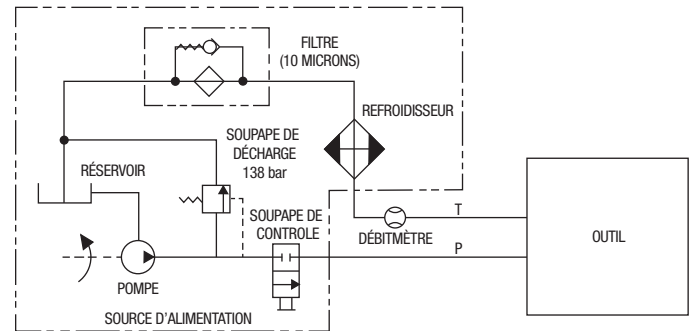 FILTRE
(10 MICRONS)
REFROIDISSEUR
SOUPAPE DE
DÉCHARGE
138 bar
RÉSERVOIR
SOUPAPE DE
CONTROLE
T
DÉBITMÈTRE
P
OUTIL
POMPE
SOURCE D'ALIMENTATION